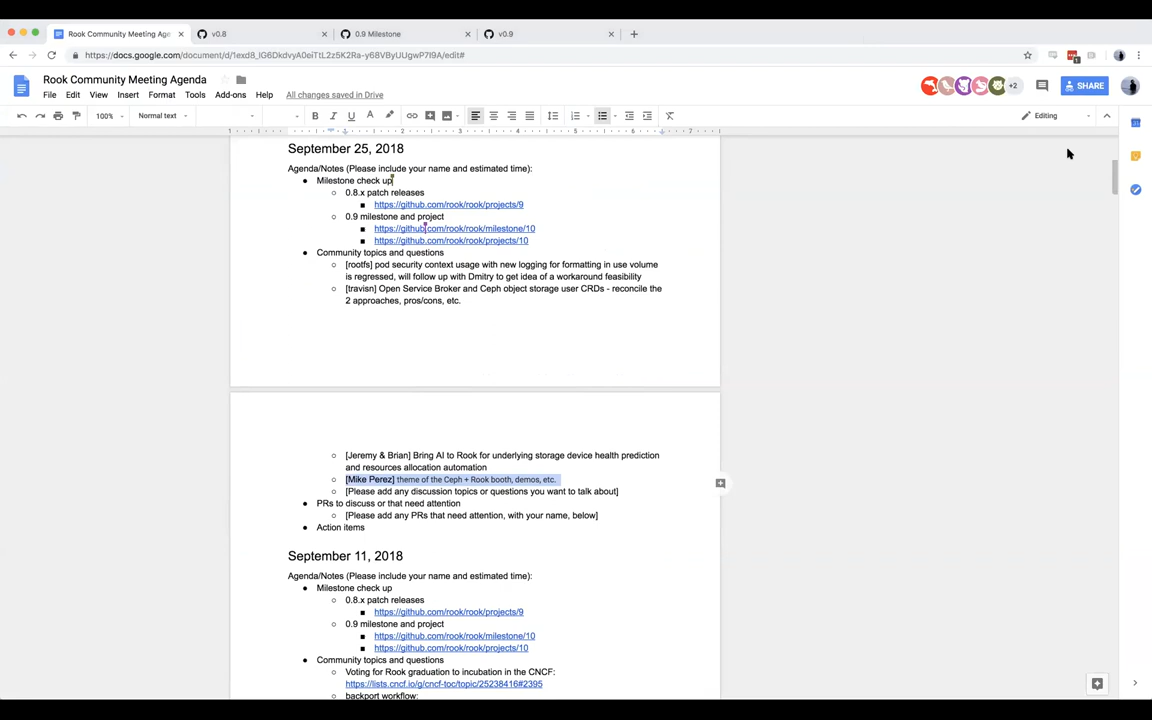 Rook Community Meeting Age
v0.8
0.9 Milestone
v0.9
https://docs.google.com/document/d/1exd8_IG6DkdvyA0eiTtL2z5K2Ra-y68VByUUgwP7I9A/edit#
Rook Community Meeting Agenda
File Edit View Insert Format Tools Add-ons Help All changes saved in Drive
+2
SHARE
100% Normal text
Editing
1 1 2 3 4 5 6 7
September 25, 2018
Agenda/Notes (Please include your name and estimated time):
Milestone check up
0.8.x patch releases
https://github.com/rook/rook/projects/9
0.9 milestone and project
https://github.com/rook/rook/milestone/10
https://github.com/rook/rook/projects/10
Community topics and questions
[rootfs] pod security context usage with new logging for formatting in use volume
is regressed, will follow up with Dmitry to get idea of a workaround feasibility
[travisn] Open Service Broker and Ceph object storage user CRDs - reconcile the
2 approaches, pros/cons, etc.
[Jeremy & Brian] Bring AI to Rook for underlying storage device health prediction
and resources allocation automation
[Mike Perez] theme of the Ceph + Rook booth, demos, etc.
[Please add any discussion topics or questions you want to talk about]
PRs to discuss or that need attention
[Please add any PRs that need attention, with your name, below]
Action items
September 11, 2018
Agenda/Notes (Please include your name and estimated time):
Milestone check up
0.8.x patch releases
https://github.com/rook/rook/projects/9
0.9 milestone and project
https://github.com/rook/rook/milestone/10
https://github.com/rook/rook/projects/10
Community topics and questions
Voting for Rook graduation to incubation in the CNCF:
https://lists.cncf.io/g/cncf-toc/topic/25238416#2395
backport workflow: